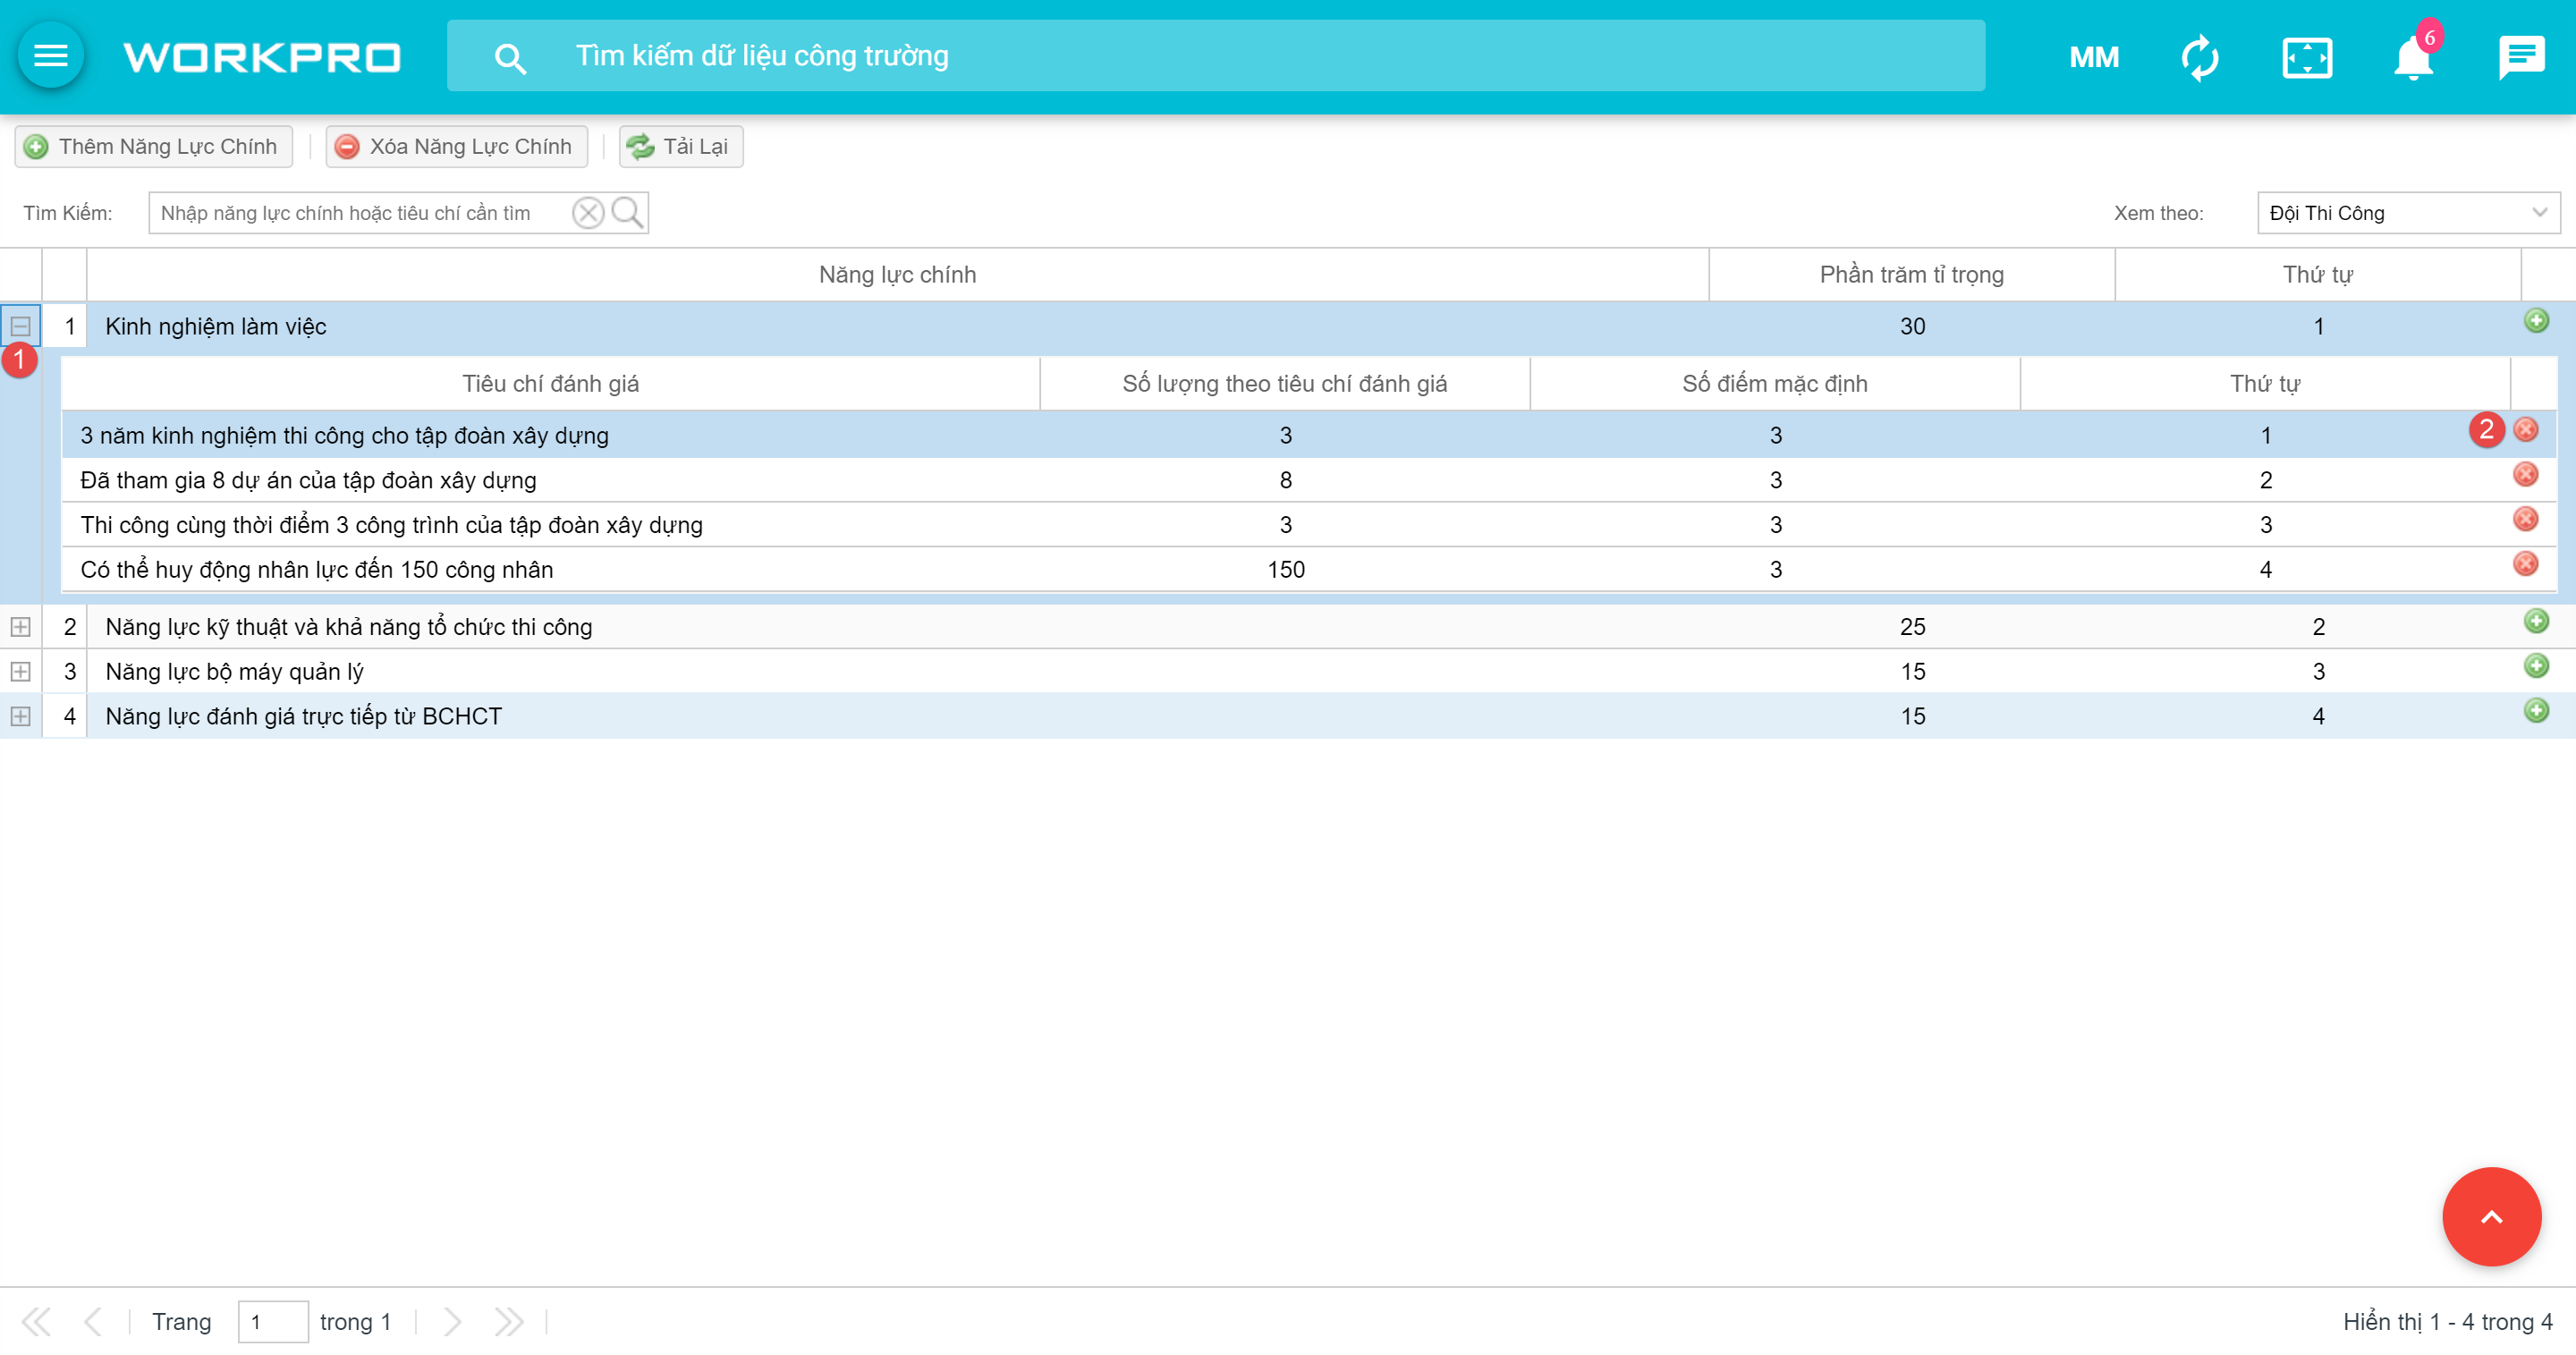 WORKPRO Tìm kiếm dữ liệu công trường MM 6
Thêm Năng Lực Chính Xóa Năng Lực Chính Tải Lại
Tìm Kiếm: Nhập năng lực chính hoặc tiêu chí cần tìm Xem theo: Đội Thi Công
Năng lực chính Phần trăm tỉ trọng Thứ tự
1 Kinh nghiệm làm việc 30 1
1
Tiêu chí đánh giá Số lượng theo tiêu chí đánh giá Số điếm mặc định Thứ tự
3 năm kinh nghiệm thi công cho tập đoàn xây dựng 3 3 1 2
Đã tham gia 8 dự án của tập đoàn xây dựng 8 3 2
Thi công cùng thời điểm 3 công trình của tập đoàn xây dựng 3 3 3
Có thể huy động nhân lực đến 150 công nhân 150 3 4
2 Năng lực kỹ thuật và khả năng tổ chức thi công 25 2
3 Năng lực bộ máy quản lý 15 3
4 Năng lực đánh giá trực tiếp từ BCHCT 15 4
Trang 1 trong 1 Hiển thị 1 - 4 trong 4